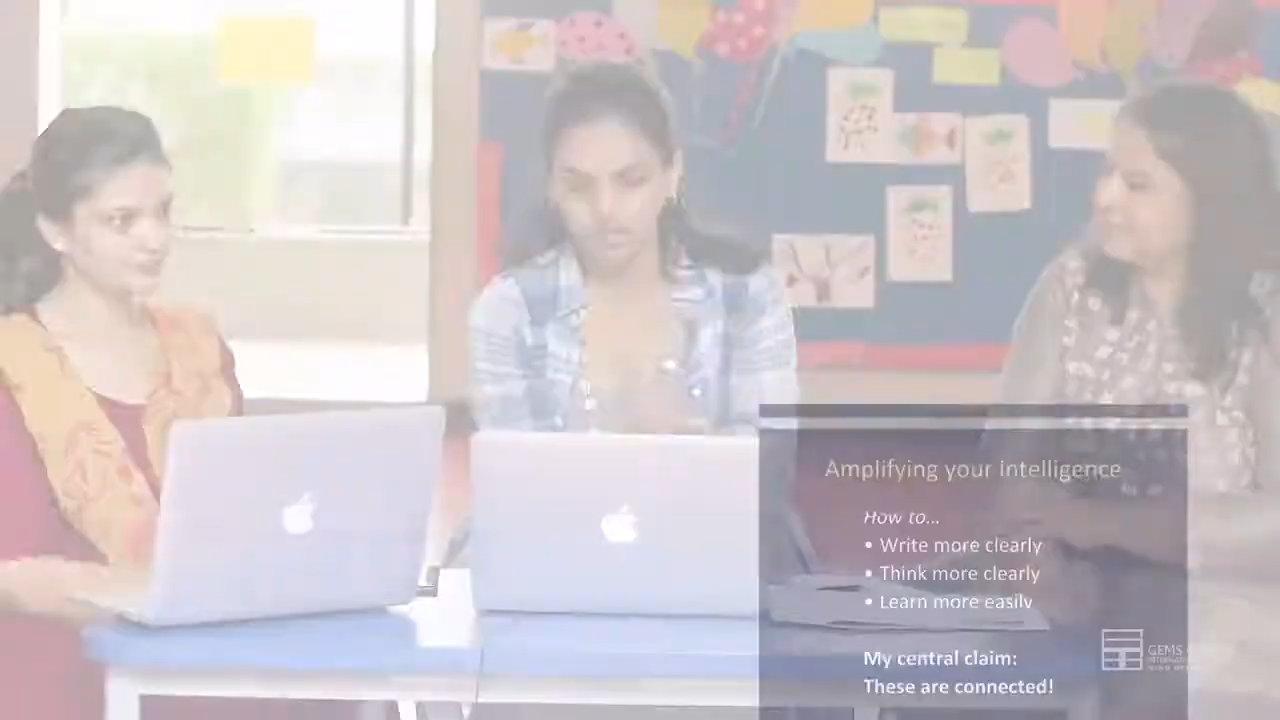 Amplifying your intelligence
How to...
• Write more clearly
• Think more clearly
• Learn more easily
My central claim:
These are connected!
GEMS